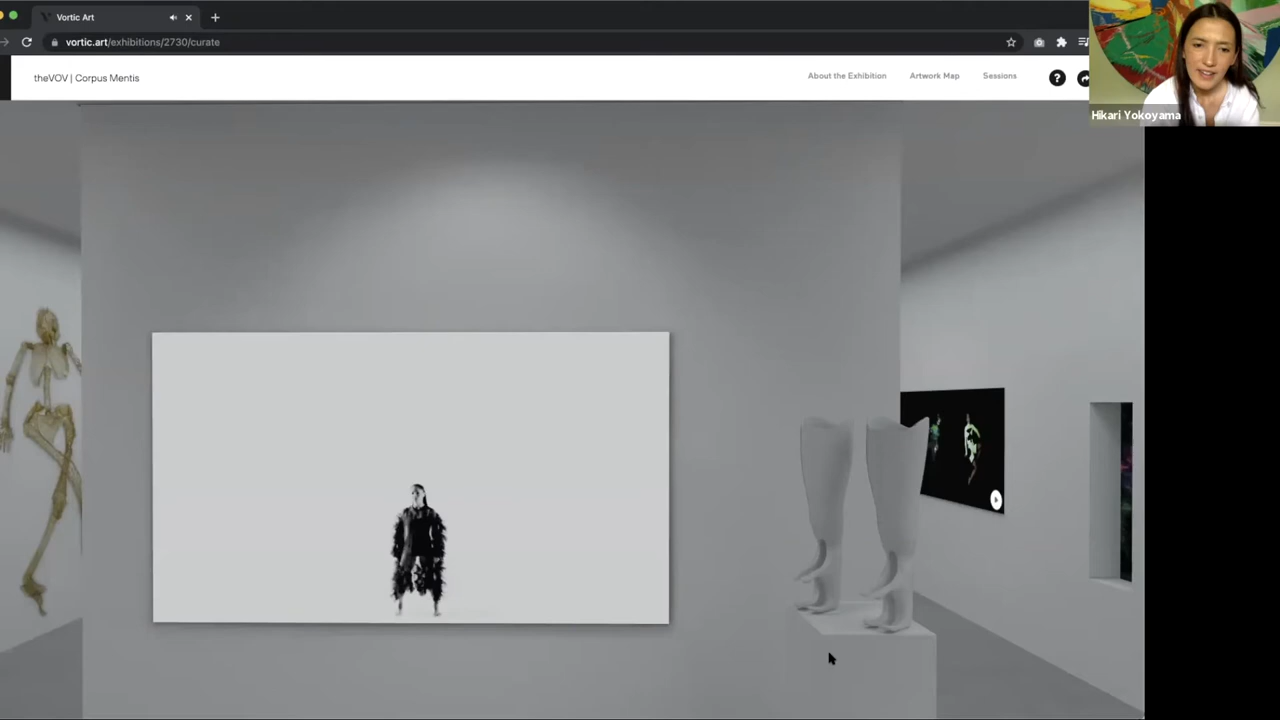 Vortic Art
vortic.art/exhibitions/2730/curate
theVOV | Corpus Mentis
About the Exhibition
Artwork Map
Sessions
?
Hikari Yokoyama